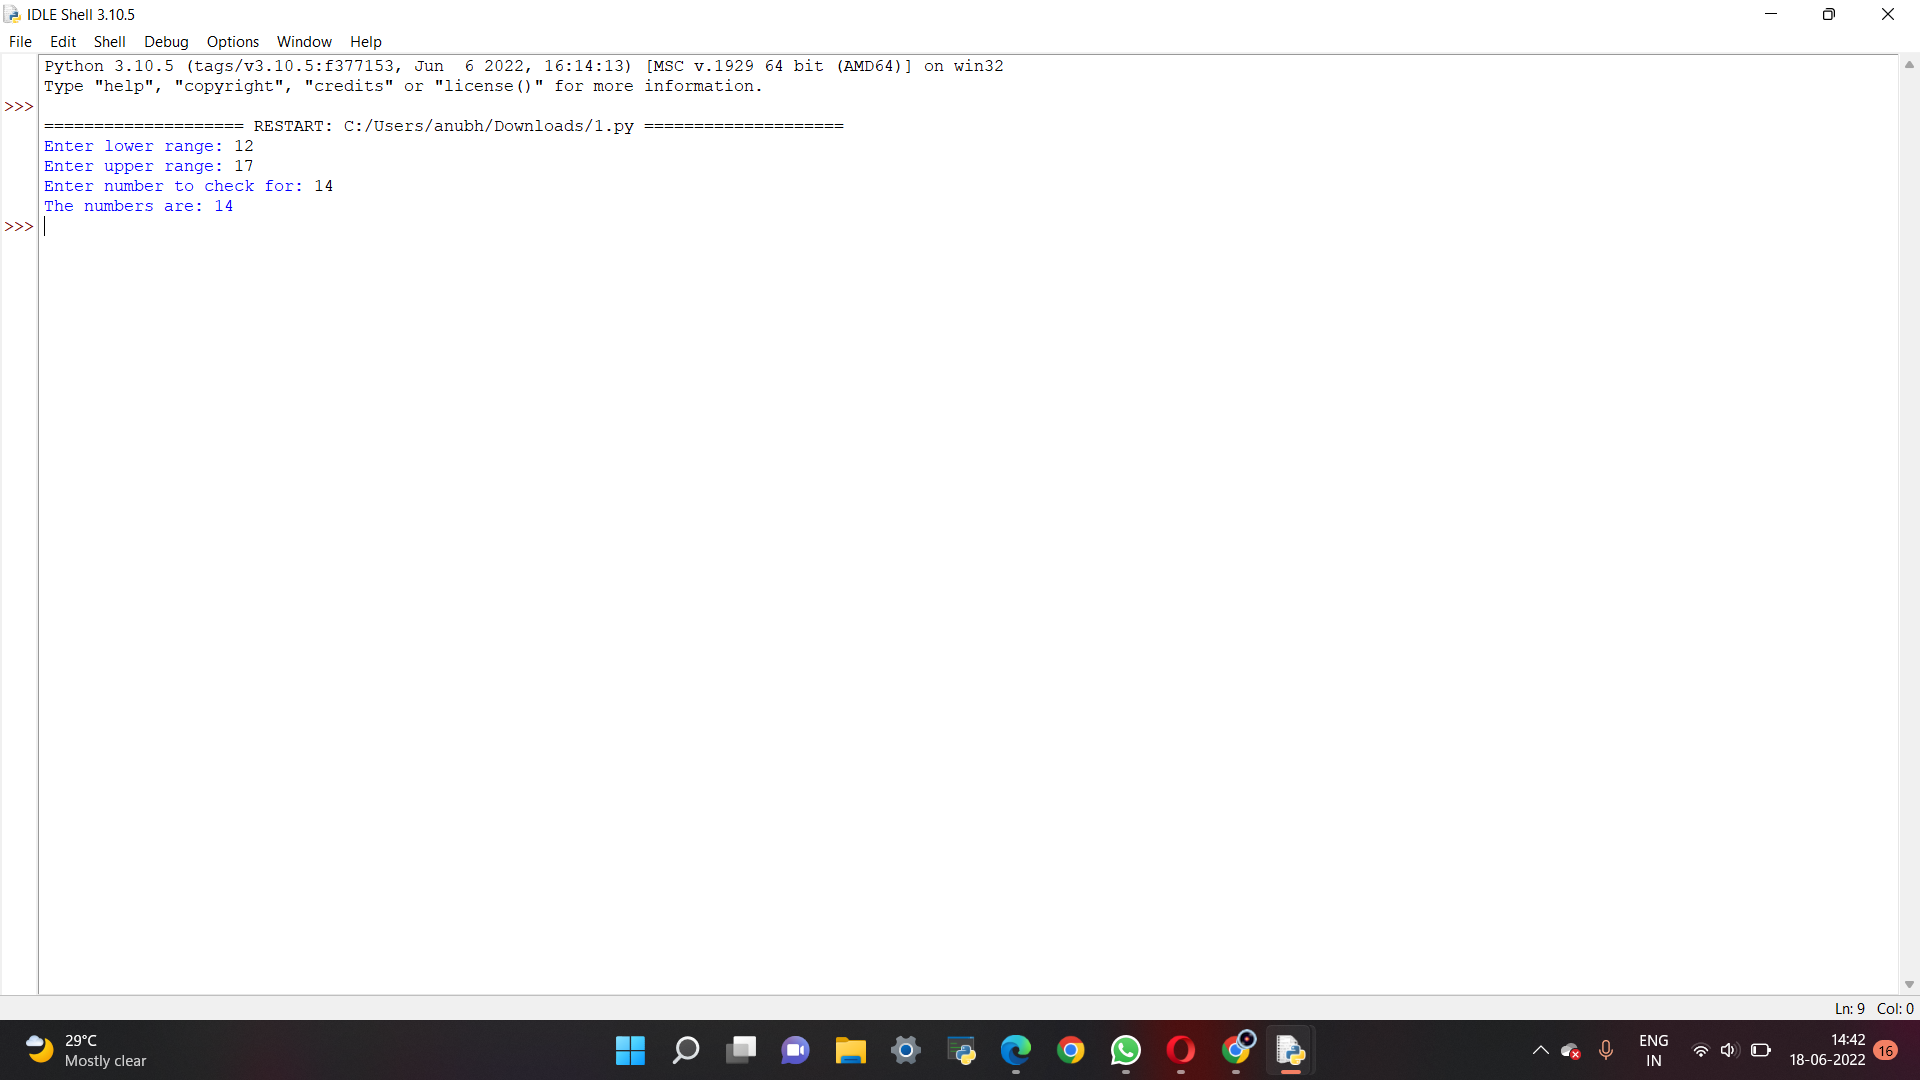 IDLE Shell 3.10.5
File Edit Shell Debug Options Window Help
Python 3.10.5 (tags/v3.10.5:f377153, Jun  6 2022, 16:14:13) [MSC v.1929 64 bit (AMD64)] on win32
Type "help", "copyright", "credits" or "license()" for more information.
>>>
==================== RESTART: C:/Users/anubh/Downloads/1.py ====================
Enter lower range: 12
Enter upper range: 17
Enter number to check for: 14
The numbers are: 14
>>>
Ln: 9 Col: 0
29°C
Mostly clear
ENG
IN
14:42
18-06-2022
16